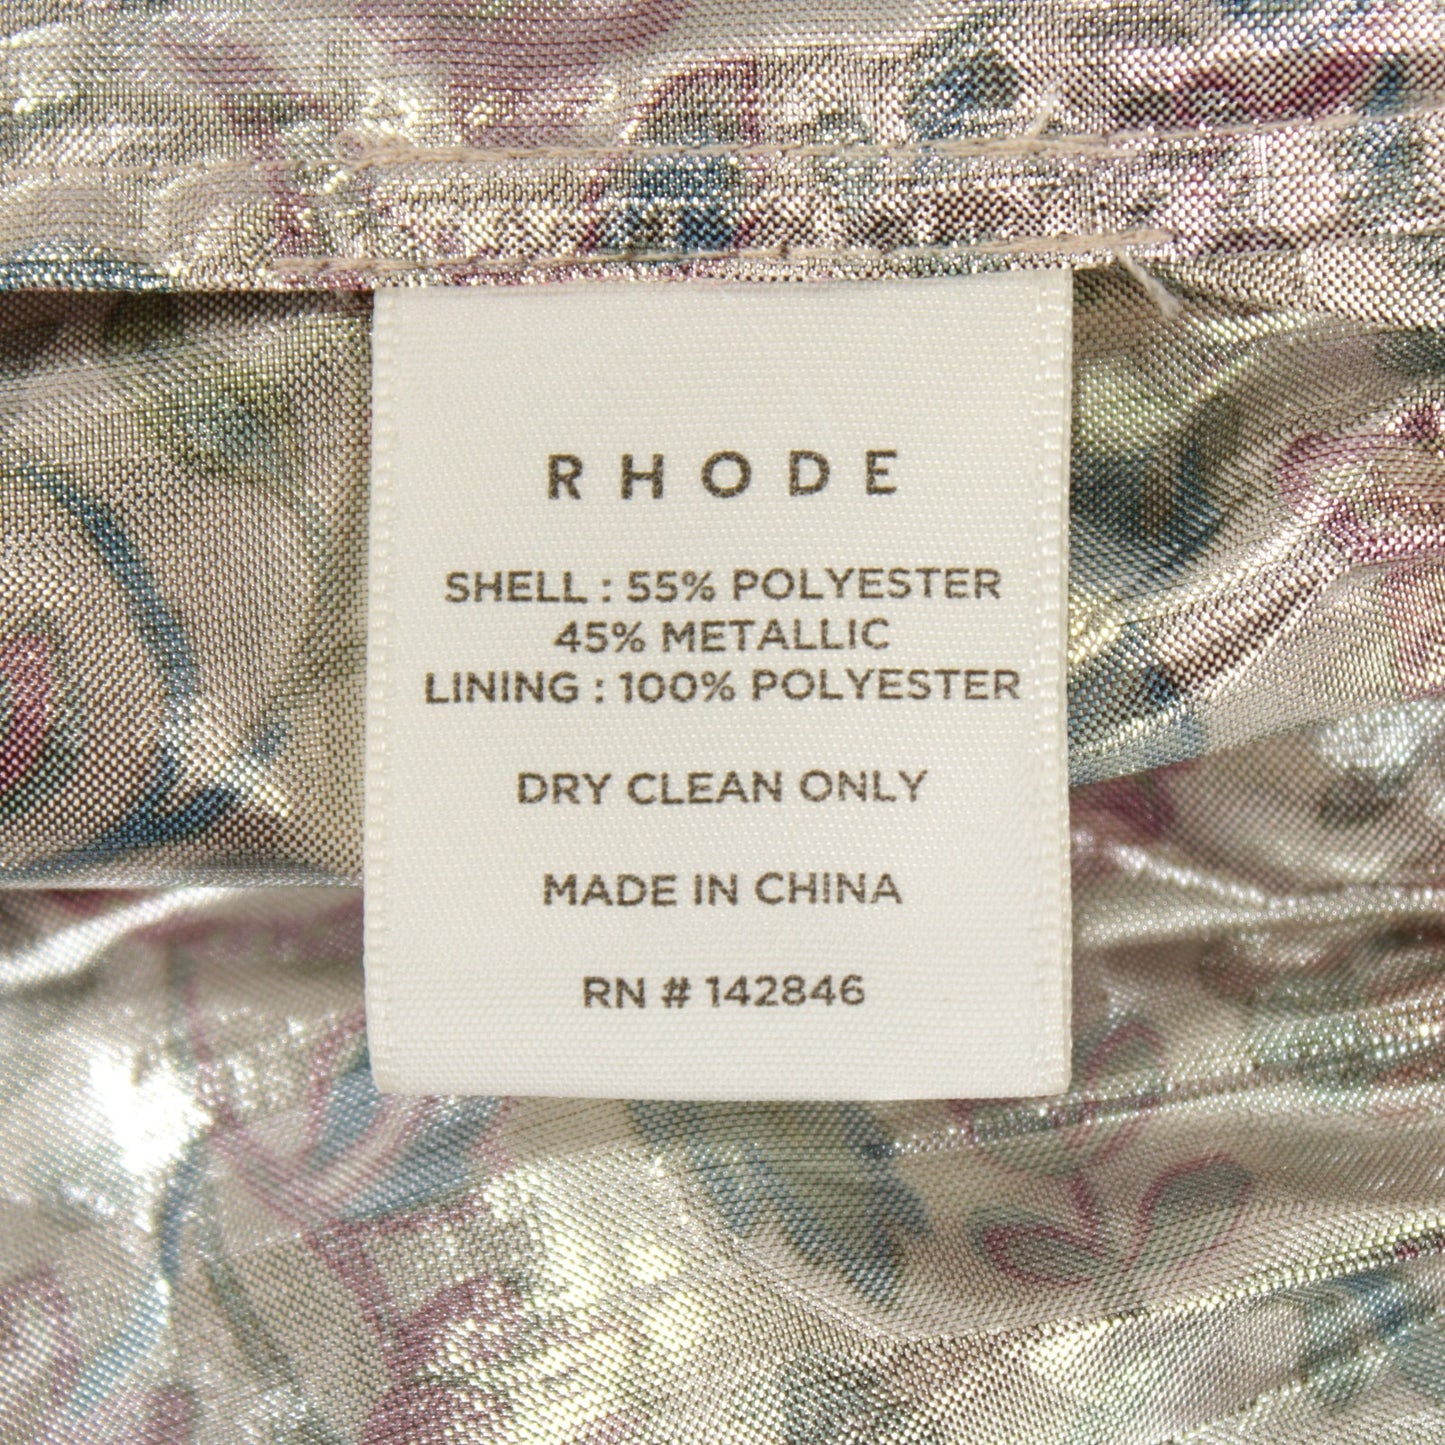 RHODE
SHELL : 55% POLYESTER
45% METALLIC
LINING : 100% POLYESTER
DRY CLEAN ONLY
MADE IN CHINA
RN # 142846